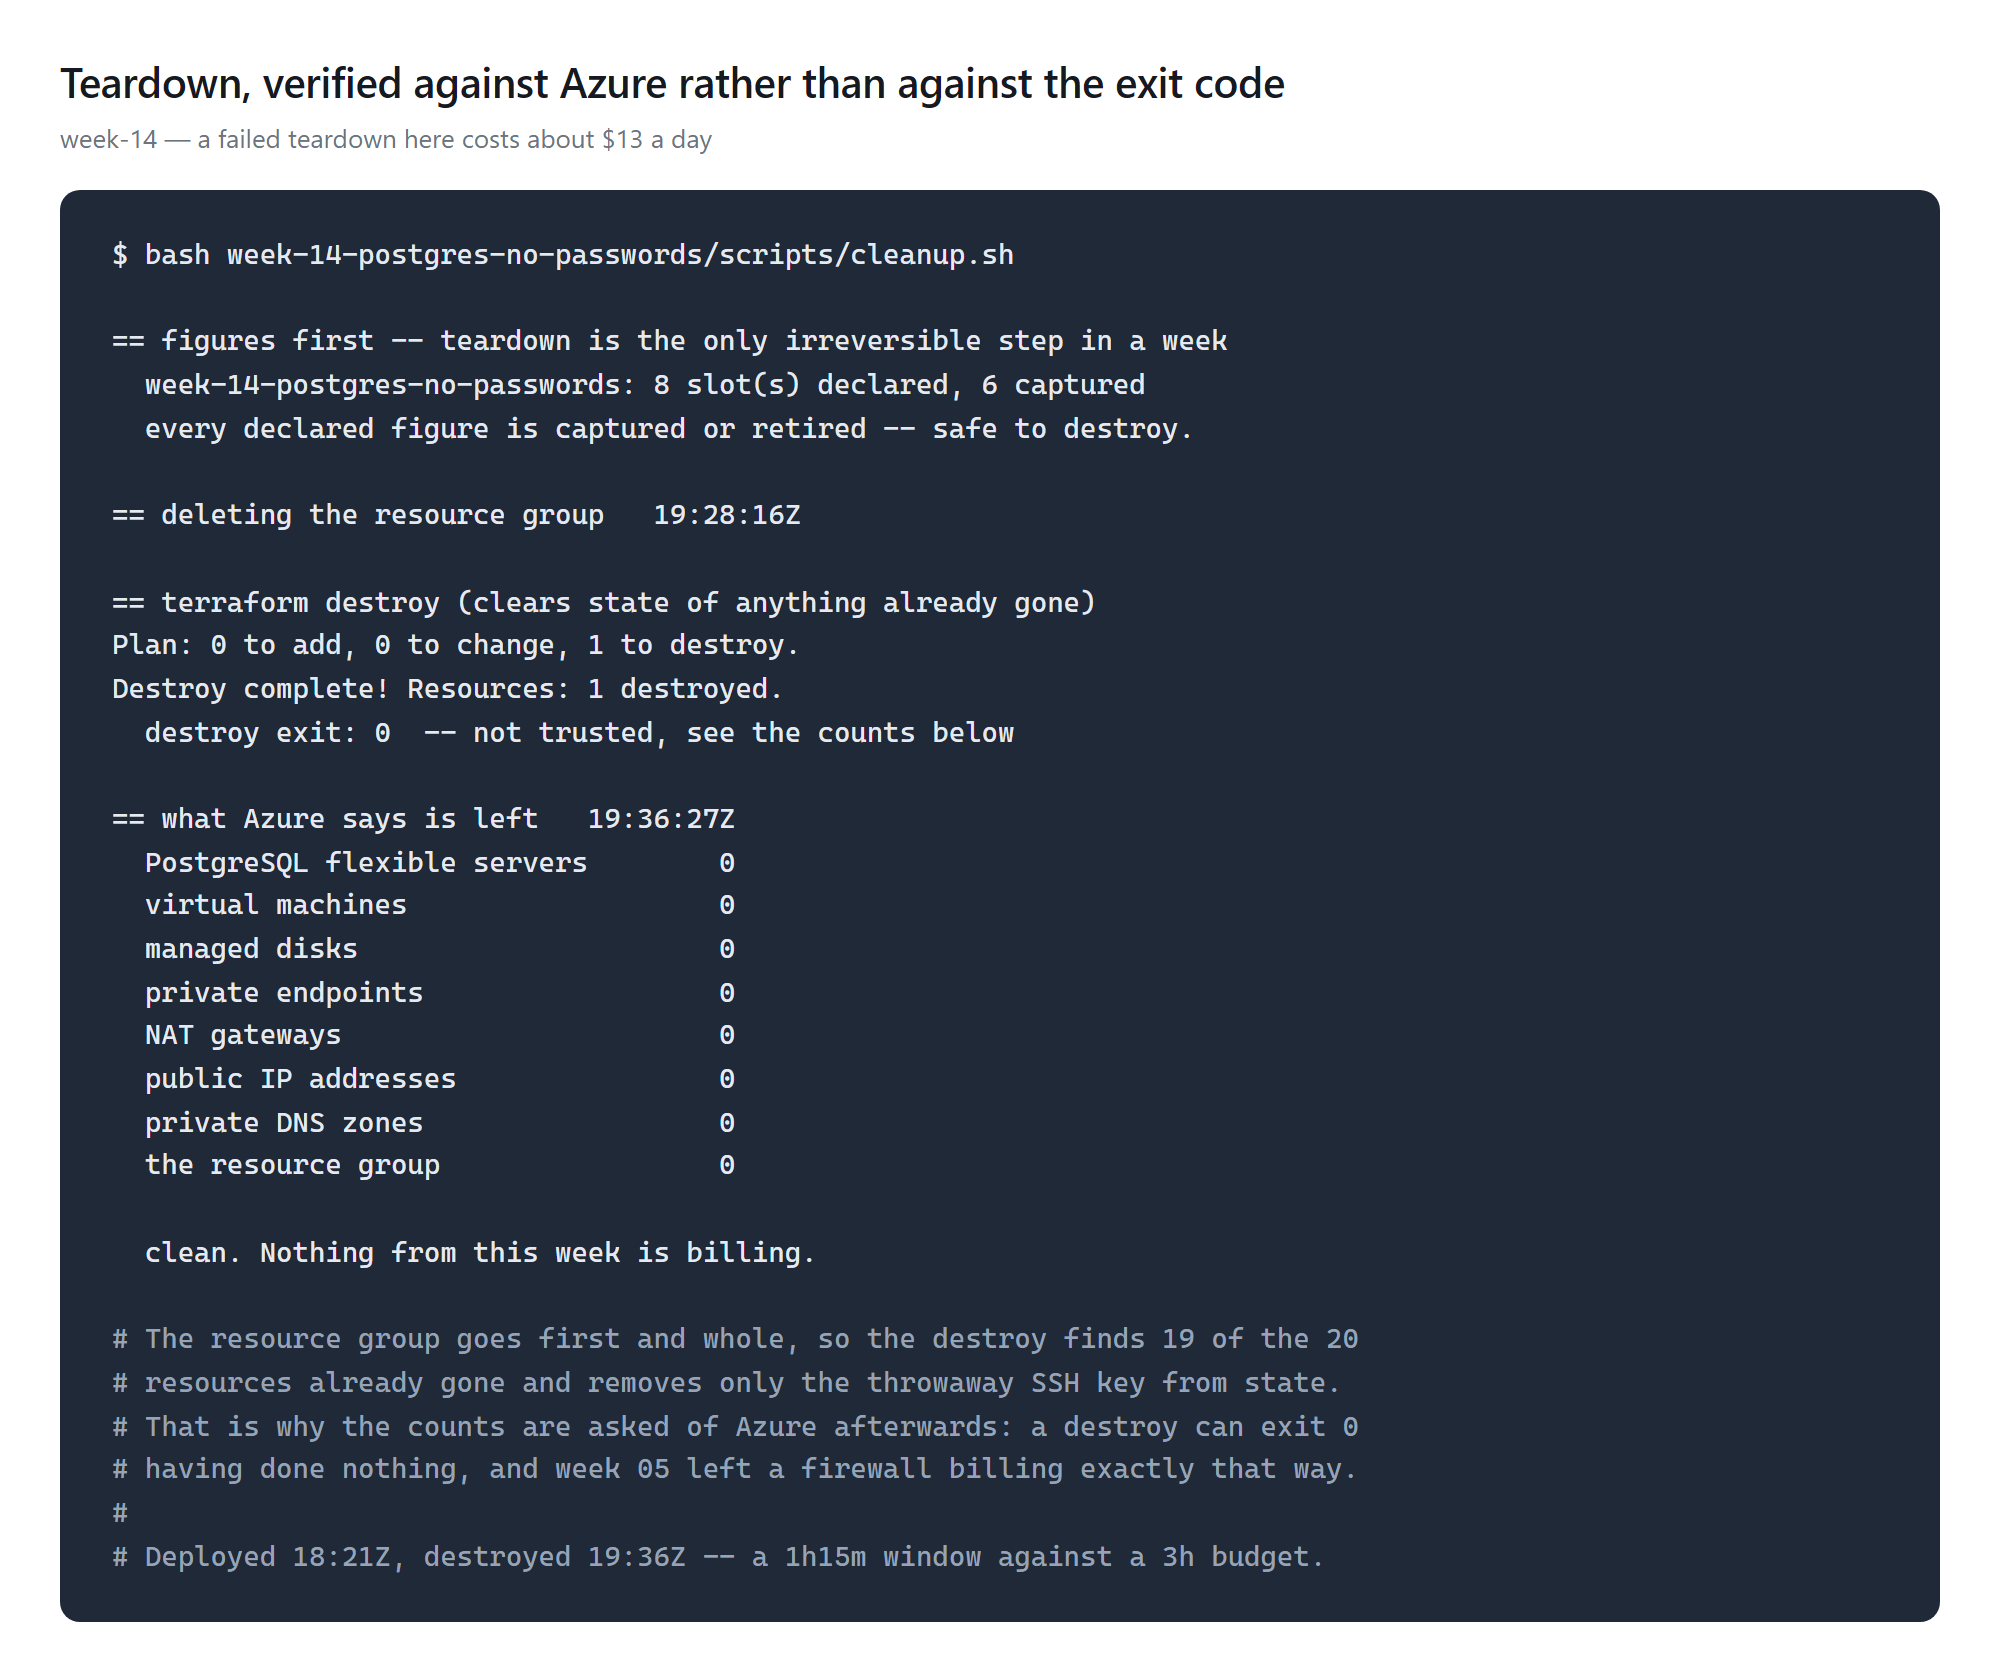 Teardown, verified against Azure rather than against the exit code
week-14 — a failed teardown here costs about $13 a day
$ bash week-14-postgres-no-passwords/scripts/cleanup.sh
== figures first -- teardown is the only irreversible step in a week
week-14-postgres-no-passwords: 8 slot(s) declared, 6 captured
every declared figure is captured or retired -- safe to destroy.
== deleting the resource group   19:28:16Z
== terraform destroy (clears state of anything already gone)
Plan: 0 to add, 0 to change, 1 to destroy.
Destroy complete! Resources: 1 destroyed.
destroy exit: 0  -- not trusted, see the counts below
== what Azure says is left   19:36:27Z
PostgreSQL flexible servers        0
virtual machines                   0
managed disks                      0
private endpoints                  0
NAT gateways                       0
public IP addresses                0
private DNS zones                  0
the resource group                 0
clean. Nothing from this week is billing.
# The resource group goes first and whole, so the destroy finds 19 of the 20
# resources already gone and removes only the throwaway SSH key from state.
# That is why the counts are asked of Azure afterwards: a destroy can exit 0
# having done nothing, and week 05 left a firewall billing exactly that way.
#
# Deployed 18:21Z, destroyed 19:36Z -- a 1h15m window against a 3h budget.